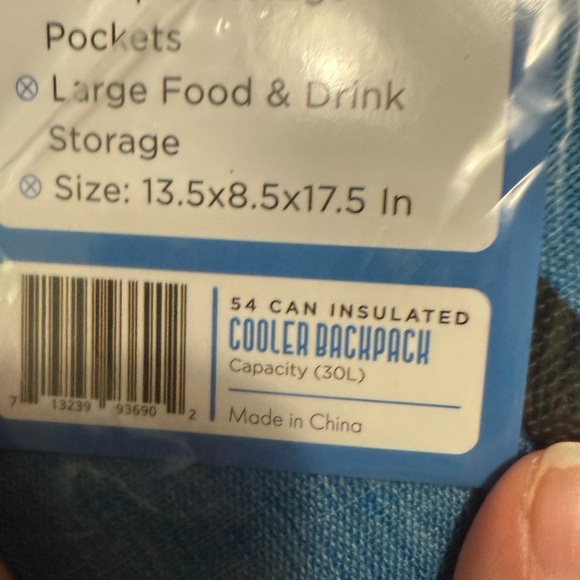 Pockets
Large Food & Drink
Storage
Size: 13.5x8.5x17.5 In
54 CAN INSULATED
COOLER BACKPACK
Capacity (30L)
Made in China
7 13239 93690 2